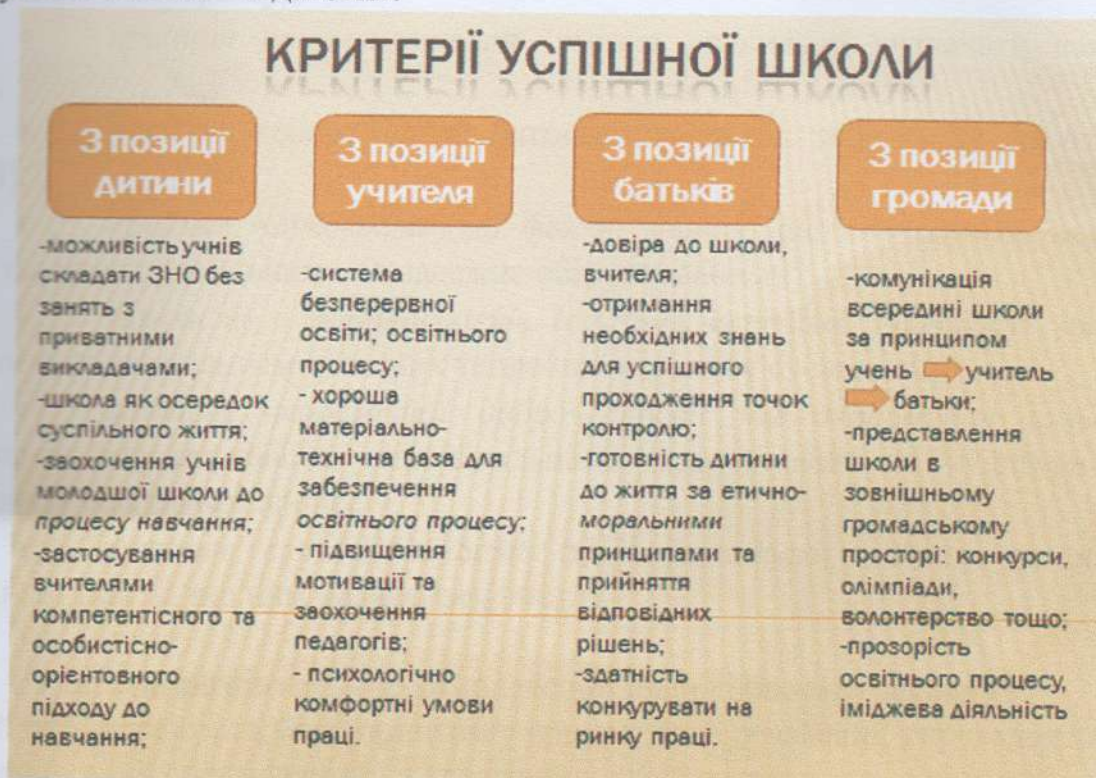 КРИТЕРІЇ УСПІШНОЇ ШКОЛИ
З позиції
дитини
-можливість учнів
складати ЗНО без
занять з
приватними
викладачами;
-школа як осередок
суспільного життя;
-заохочення учнів
молодшої школи до
процесу навчання;
-застосування
вчителями
компетентісного та
особистісно-
орієнтовного
підходу до
навчання;
З позиції
учителя
-система
безперервної
освіти; освітнього
процесу;
- хороша
матеріально-
технічна база для
забезпечення
освітнього процесу;
- підвищення
мотивації та
заохочення
педагогів;
- психологічно
комфортні умови
праці.
З позиції
батьків
-довіра до школи,
вчителя;
-отримання
необхідних знань
для успішного
проходження точок
контролю;
-готовність дитини
до життя за етично-
моральними
принципами та
прийняття
відповідних
рішень;
-здатність
конкурувати на
ринку праці.
З позиції
громади
-комунікація
всередині школи
за принципом
учень учитель
батьки;
-представлення
школи в
зовнішньому
громадському
просторі: конкурси,
олімпіади,
волонтерство тощо;
-прозорість
освітнього процесу,
іміджева діяльність